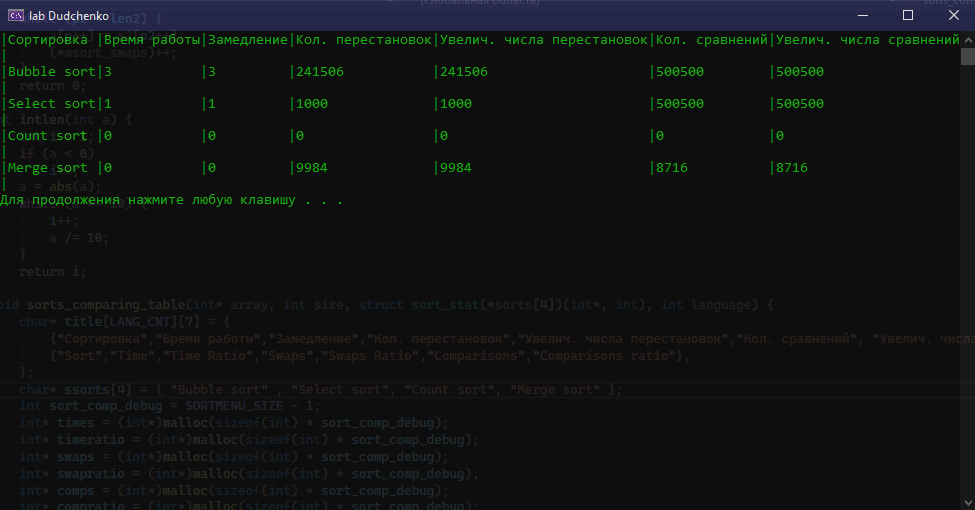 lab Dudchenko
|Сортировка|Время работы|Замедление|Кол. перестановок|Увелич. числа перестановок|Кол. сравнений|Увелич. числа сравнений
|
|Bubble sort|3 |3 |241506 |241506 |500500 |500500
|
|Select sort|1 |1 |1000 |1000 |500500 |500500
|
|Count sort|0 |0 |0 |0 |0 |0
|
|Merge sort |0 |0 |9984 |9984 |8716 |8716
|
Для продолжения нажмите любую клавишу . . .
(*msort_swaps)++;
return 0;
intlen(int a) {
if (a < 0)
a = abs(a);
i++;
a /= 10;
}
return i;
oid sorts_comparing_table(int* array, int size, struct sort_stat(*sorts[4])(int*, int), int language) {
char* title[LANG_CNT][7] = {
{"Сортировка","Время работы","Замедление","Кол. перестановок","Увелич. числа перестановок","Кол. сравнений", "Увелич. числа
{"Sort","Time","Time Ratio","Swaps","Swaps Ratio","Comparisons","Comparisons ratio"},
};
char* ssorts[4] = { "Bubble sort" , "Select sort", "Count sort", "Merge sort" };
int sort_comp_debug = SORTMENU_SIZE - 1;
int* times = (int*)malloc(sizeof(int) * sort_comp_debug);
int* timeratio = (int*)malloc(sizeof(int) * sort_comp_debug);
int* swaps = (int*)malloc(sizeof(int) * sort_comp_debug);
int* swapratio = (int*)malloc(sizeof(int) * sort_comp_debug);
int* comps = (int*)malloc(sizeof(int) * sort_comp_debug);
int* compratio = (int*)malloc(sizeof(int) * sort_comp_debug);